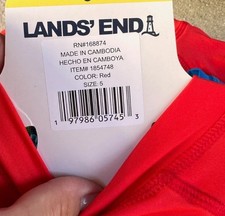 LANDS' END
RN#168874
MADE IN CAMBODIA
HECHO EN CAMBOYA
ITEM# 1854748
COLOR: Red
SIZE: 5
1 97986 05745 3